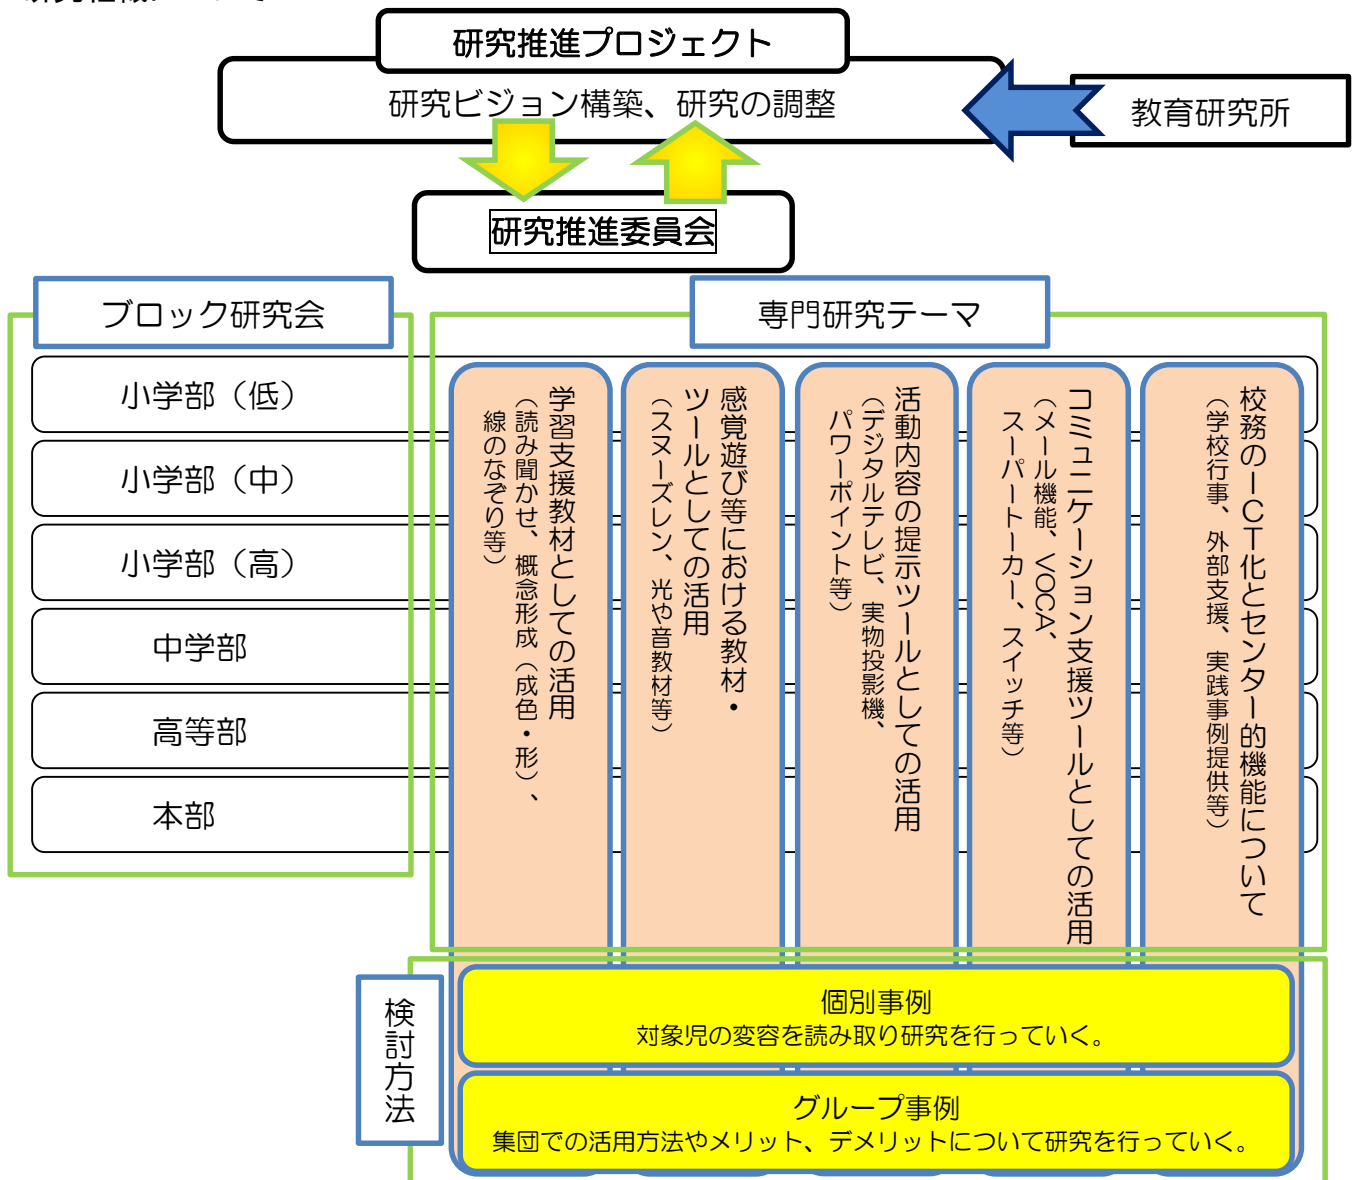 研究推進プロジェクト
研究ビジョン構築、研究の調整
教育研究所
研究推進委員会
ブロック研究会
専門研究テーマ
小学部（低）
小学部（中）
小学部（高）
中学部
高等部
本部
学習支援教材としての活用
（読み聞かせ、概念形成（成色・形）、
線のなぞり等）
感覚遊び等における教材・
ツールとしての活用
（スヌーズレン、光や音教材等）
活動内容の提示ツールとしての活用
（デジタルテレビ、実物投影機、
パワーポイント等）
コミュニケーション支援ツールとしての活用
（メール機能、VOCA、
スーパートーカー、スイッチ等）
校務のICT化とセンター的機能について
（学校行事、外部支援、実践事例提供等）
検討方法
個別事例
対象児の変容を読み取り研究を行っていく。
グループ事例
集団での活用方法やメリット、デメリットについて研究を行っていく。